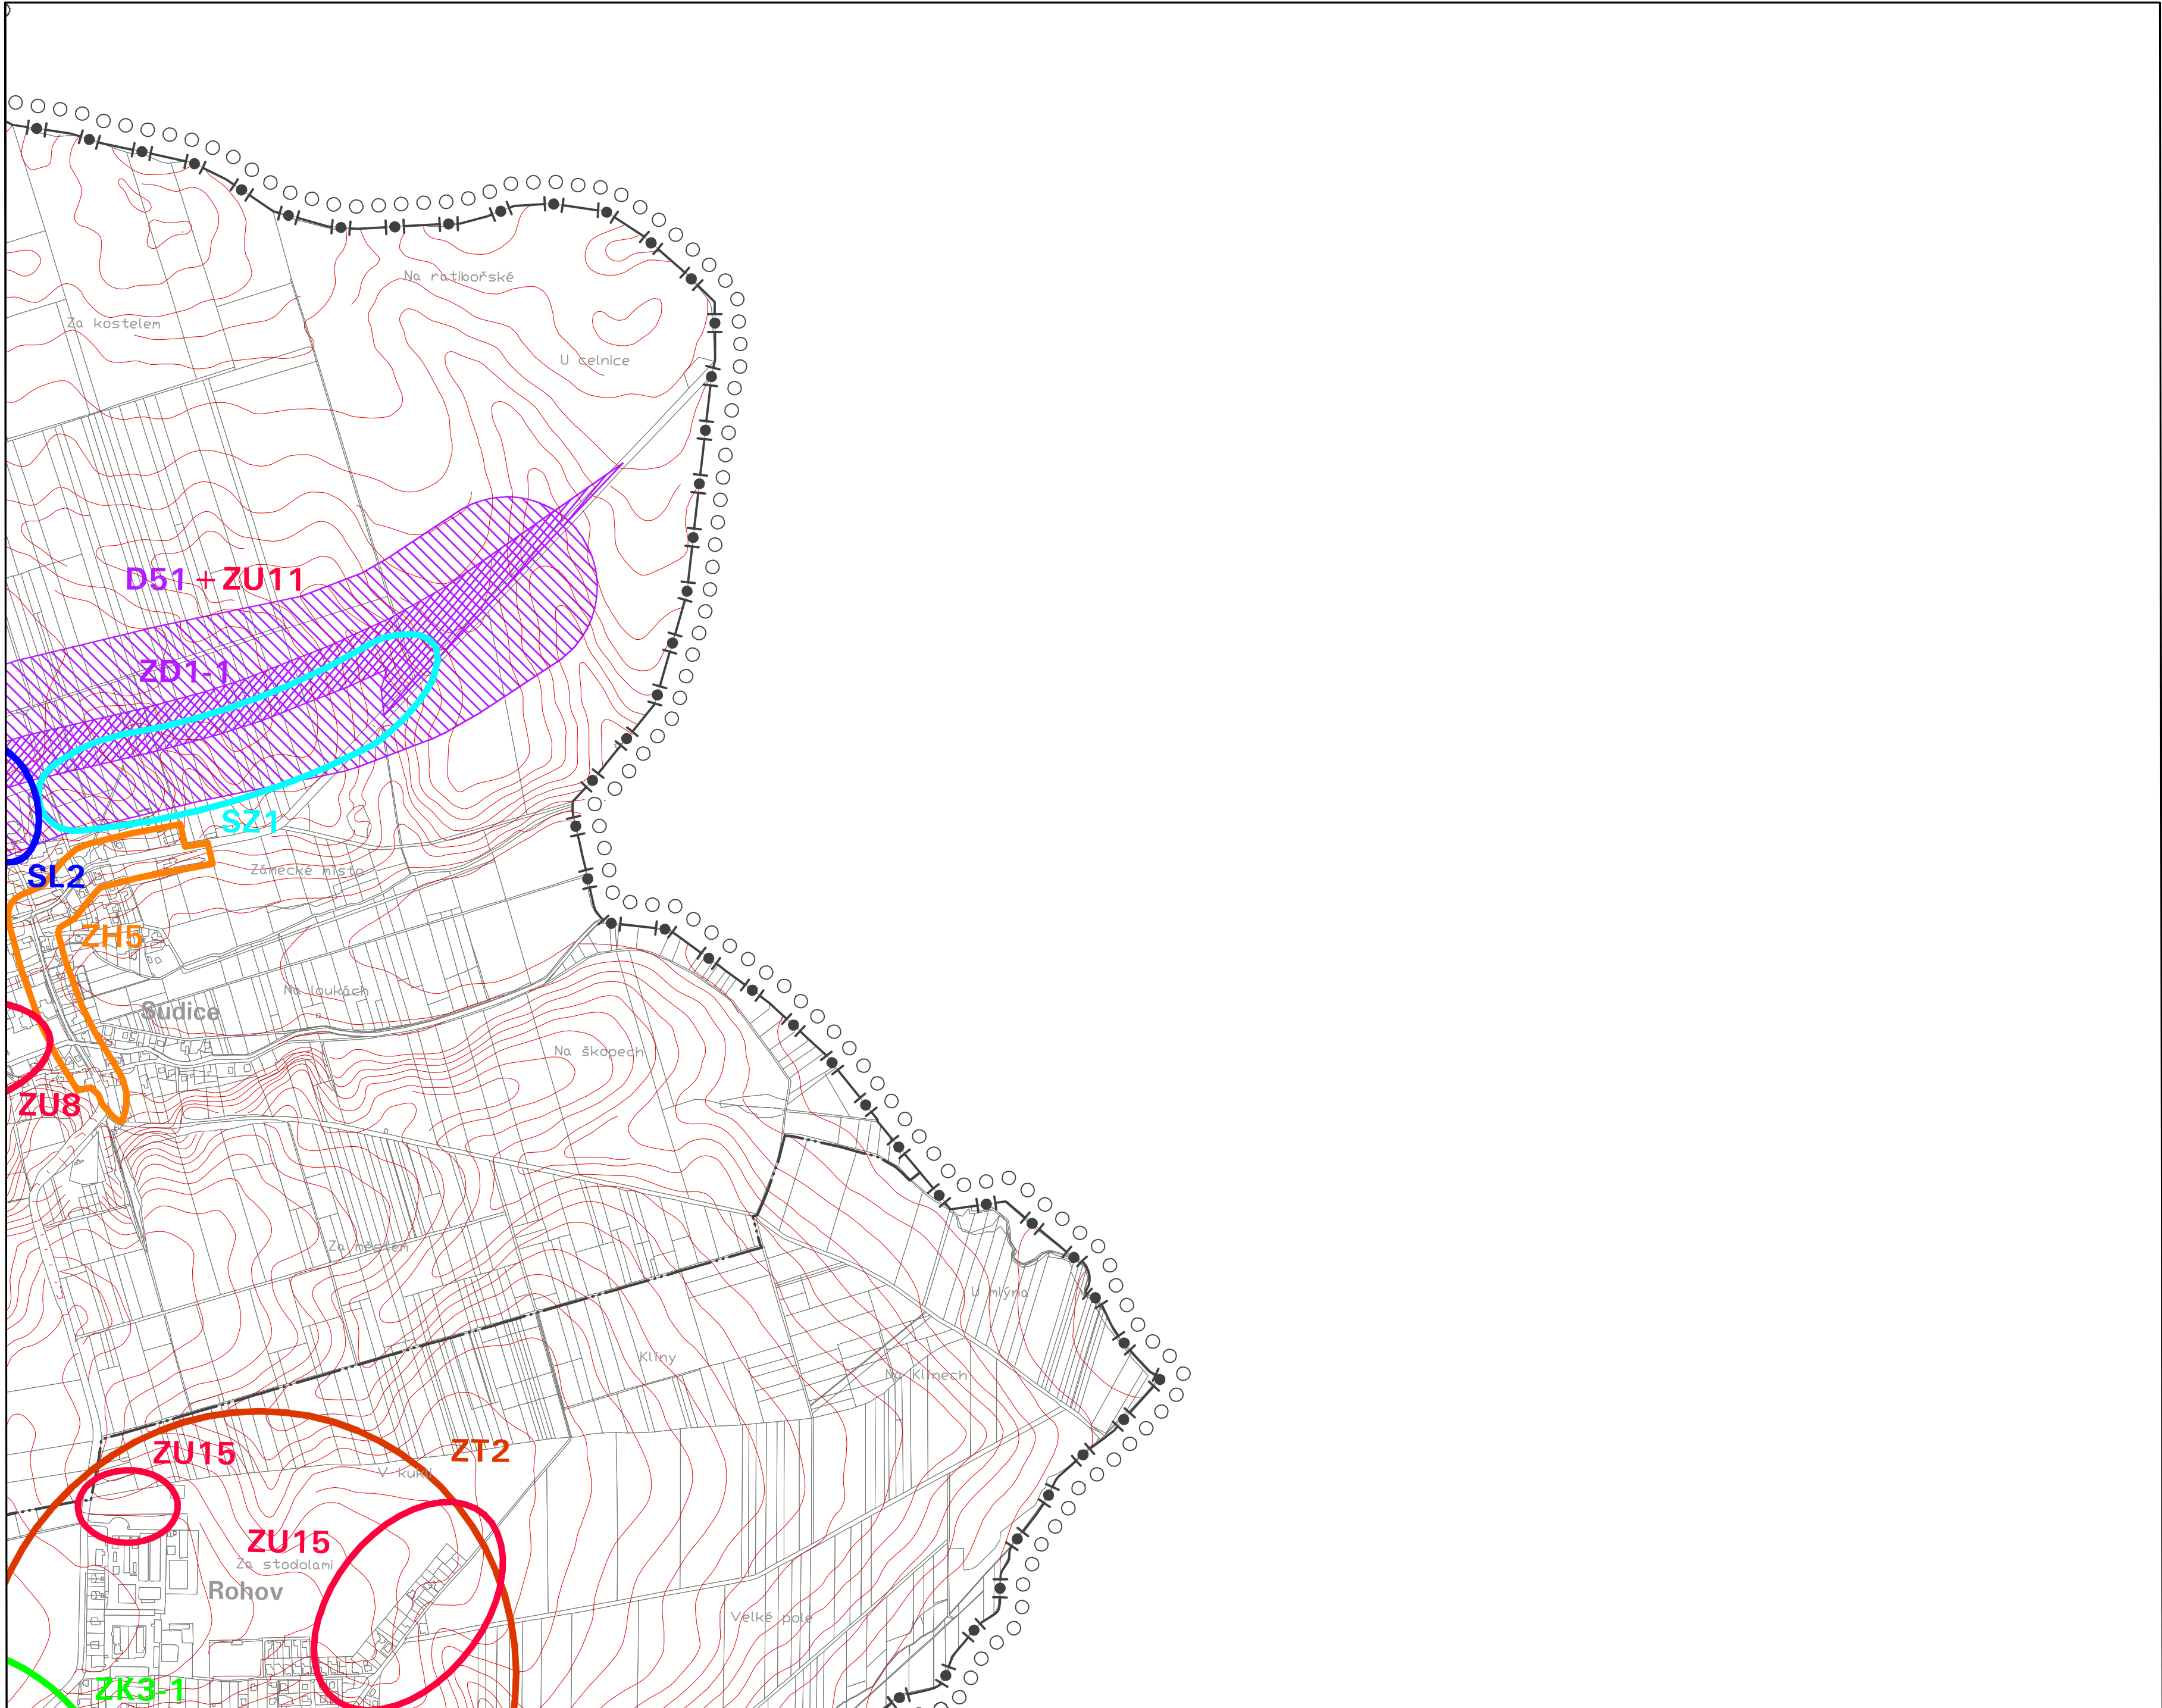 Na ratibořské
Za kostelem
U celnice
D51 + ZU11
ZD1-1
SZ1
SL2
Zámecké místo
ZH5
Na loukách
Sudice
Na škopech
ZU8
Za městem
U mlýna
Klíny
Na Klínech
ZU15
ZT2
V kukli
ZU15
Za stodolami
Rohov
Velké pole
ZK3-1